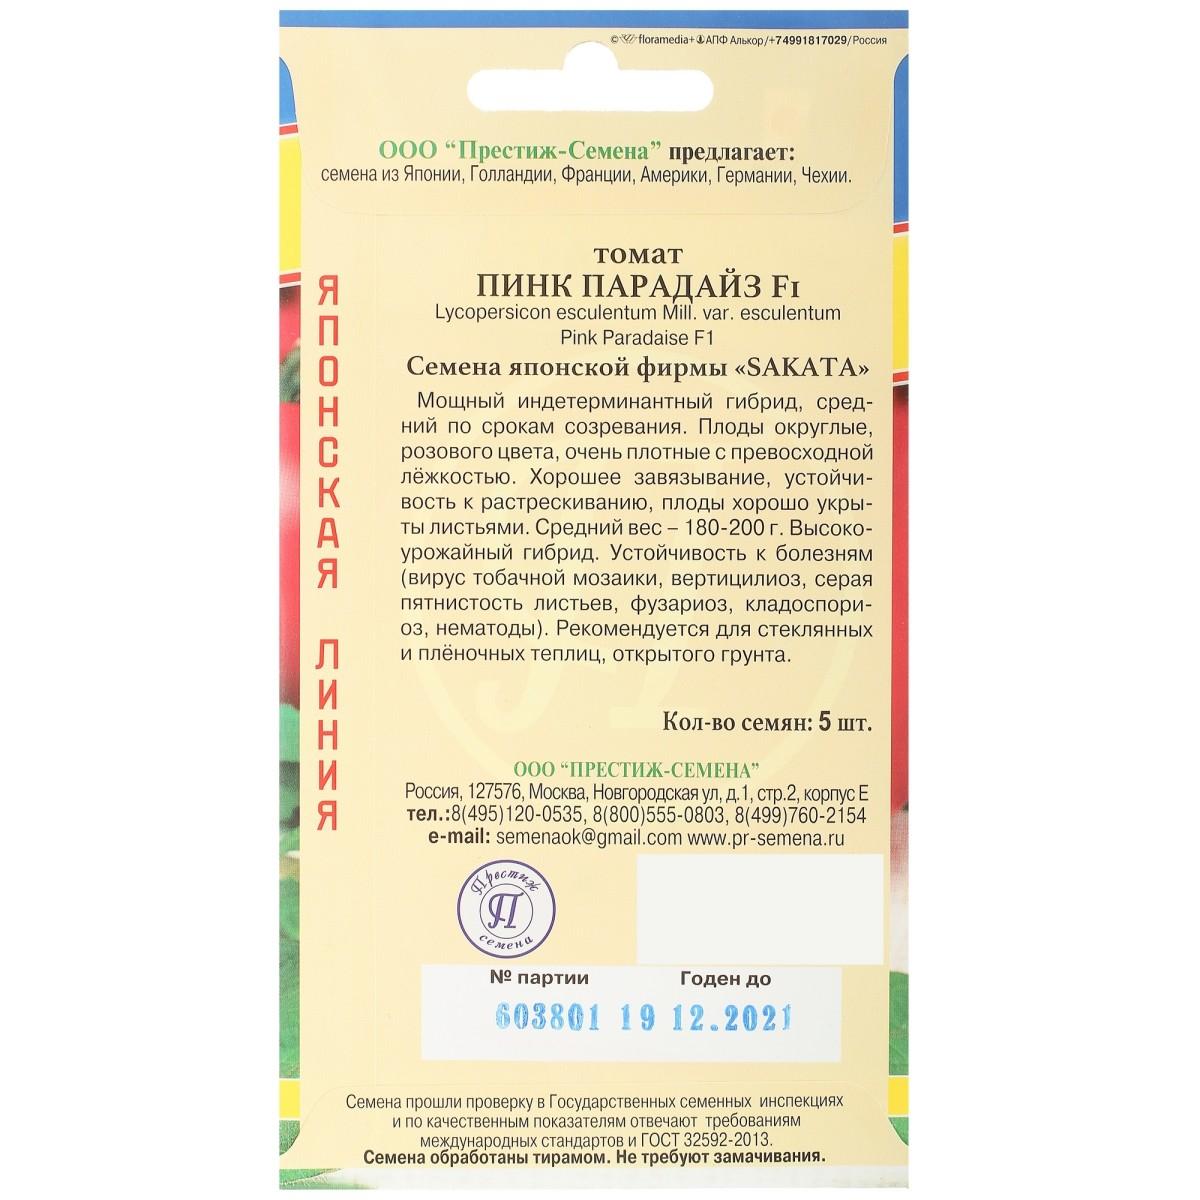 © floramedia+ АПФ Алькор/+74991817029/Россия
ООО “Престиж-Семена” предлагает:
семена из Японии, Голландии, Франции, Америки, Германии, Чехии.
ЯПОНСКАЯ ЛИНИЯ
томат
ПИНК ПАРАДАЙЗ F1
Lycopersicon esculentum Mill. var. esculentum
Pink Paradaise F1
Семена японской фирмы «SAKATA»
Мощный индетерминантный гибрид, сред-
ний по срокам созревания. Плоды округлые,
розового цвета, очень плотные с превосходной
лёжкостью. Хорошее завязывание, устойчи-
вость к растрескиванию, плоды хорошо укры-
ты листьями. Средний вес – 180-200 г. Высоко-
урожайный гибрид. Устойчивость к болезням
(вирус тобачной мозаики, вертицилиоз, серая
пятнистость листьев, фузариоз, кладоспори-
оз, нематоды). Рекомендуется для стеклянных
и плёночных теплиц, открытого грунта.
Кол-во семян: 5 шт.
ООО “ПРЕСТИЖ-СЕМЕНА”
Россия, 127576, Москва, Новгородская ул, д.1, стр.2, корпус Е
тел.:8(495)120-0535, 8(800)555-0803, 8(499)760-2154
e-mail: semenaok@gmail.com www.pr-semena.ru
Престиж
П
семена
№ партии Годен до
603801 19 12.2021
Семена прошли проверку в Государственных семенных инспекциях
и по качественным показателям отвечают требованиям
международных стандартов и ГОСТ 32592-2013.
Семена обработаны тирамом. Не требуют замачивания.